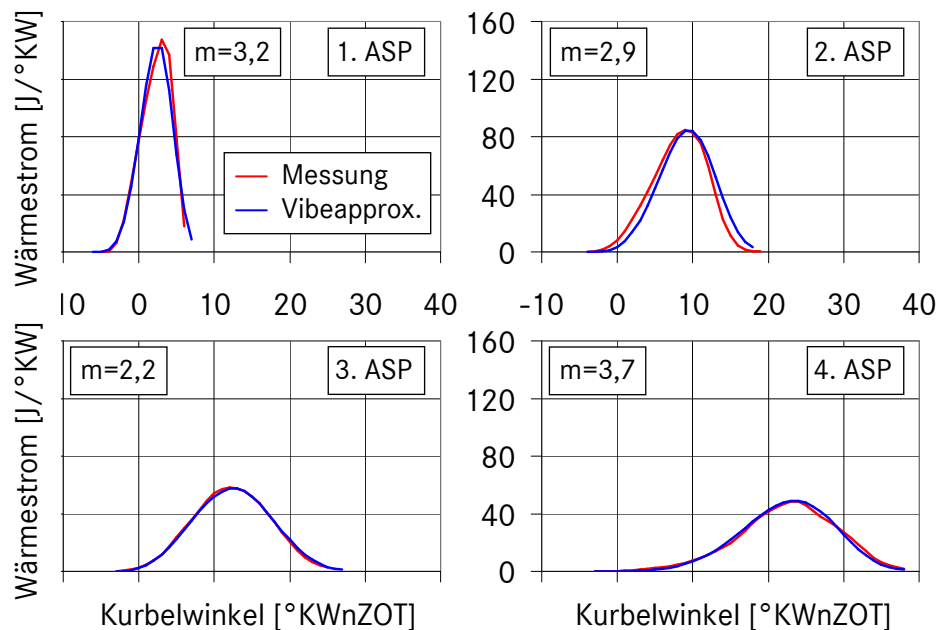 Wärmestrom [J/°KW]
m=3,2
1. ASP
Messung
Vibeapprox.
10 0 10 20 30 40
160
120
80
40
0
m=2,9
2. ASP
-10 0 10 20 30 40
Wärmestrom [J/°KW]
m=2,2
3. ASP
Kurbelwinkel [°KWnZOT]
160
120
80
40
0
m=3,7
4. ASP
Kurbelwinkel [°KWnZOT]